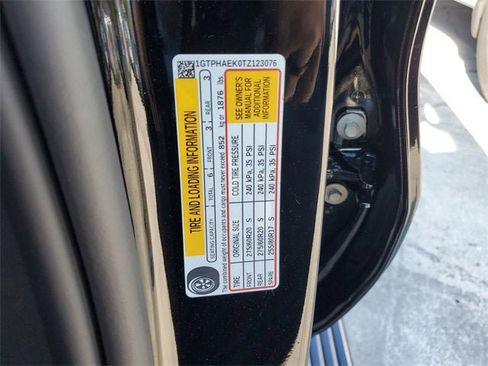 1GTPHAEK0TZ123076
TIRE AND LOADING INFORMATION
SEATING CAPACITY TOTAL 6 FRONT 3 REAR 3
The combined weight of occupants and cargo must never exceed 852 kg or 1876 lbs.
TIRE ORIGINAL SIZE COLD TIRE PRESSURE
FRONT 275/60R20 S 240 kPa, 35 PSI
REAR 275/60R20 S 240 kPa, 35 PSI
SPARE 255/80R17 S 240 kPa, 35 PSI
SEE OWNER'S
MANUAL FOR
ADDITIONAL
INFORMATION